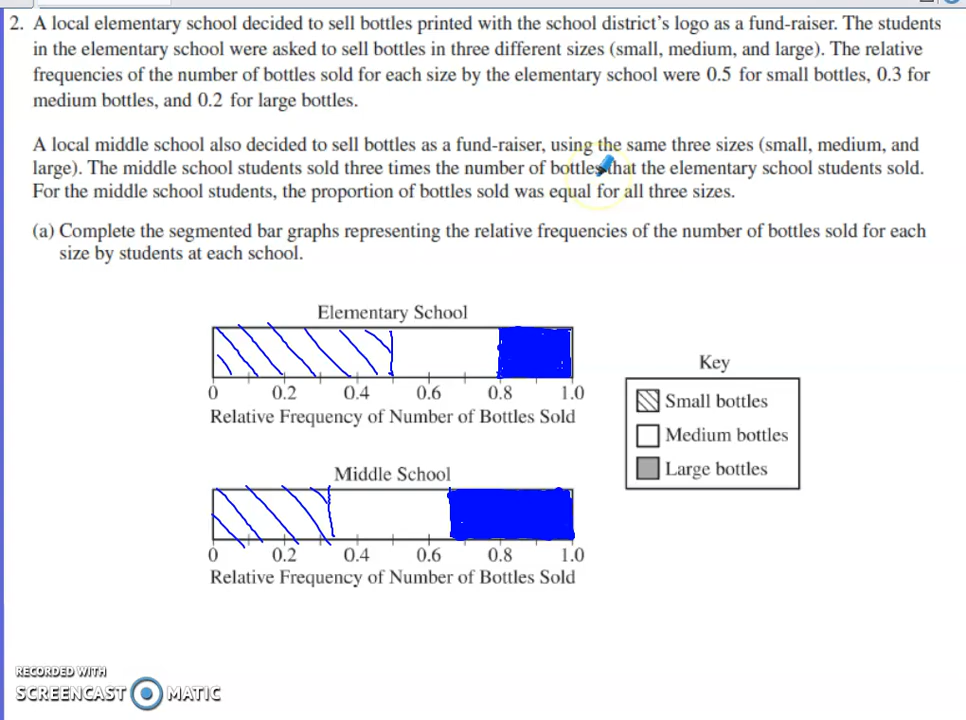 2. A local elementary school decided to sell bottles printed with the school district's logo as a fund-raiser. The students
in the elementary school were asked to sell bottles in three different sizes (small, medium, and large). The relative
frequencies of the number of bottles sold for each size by the elementary school were 0.5 for small bottles, 0.3 for
medium bottles, and 0.2 for large bottles.
A local middle school also decided to sell bottles as a fund-raiser, using the same three sizes (small, medium, and
large). The middle school students sold three times the number of bottles that the elementary school students sold.
For the middle school students, the proportion of bottles sold was equal for all three sizes.
(a) Complete the segmented bar graphs representing the relative frequencies of the number of bottles sold for each
size by students at each school.
Elementary School
0 0.2 0.4 0.6 0.8 1.0
Relative Frequency of Number of Bottles Sold
Key
Small bottles
Medium bottles
Large bottles
Middle School
0 0.2 0.4 0.6 0.8 1.0
Relative Frequency of Number of Bottles Sold
RECORDED WITH
SCREENCAST MATIC